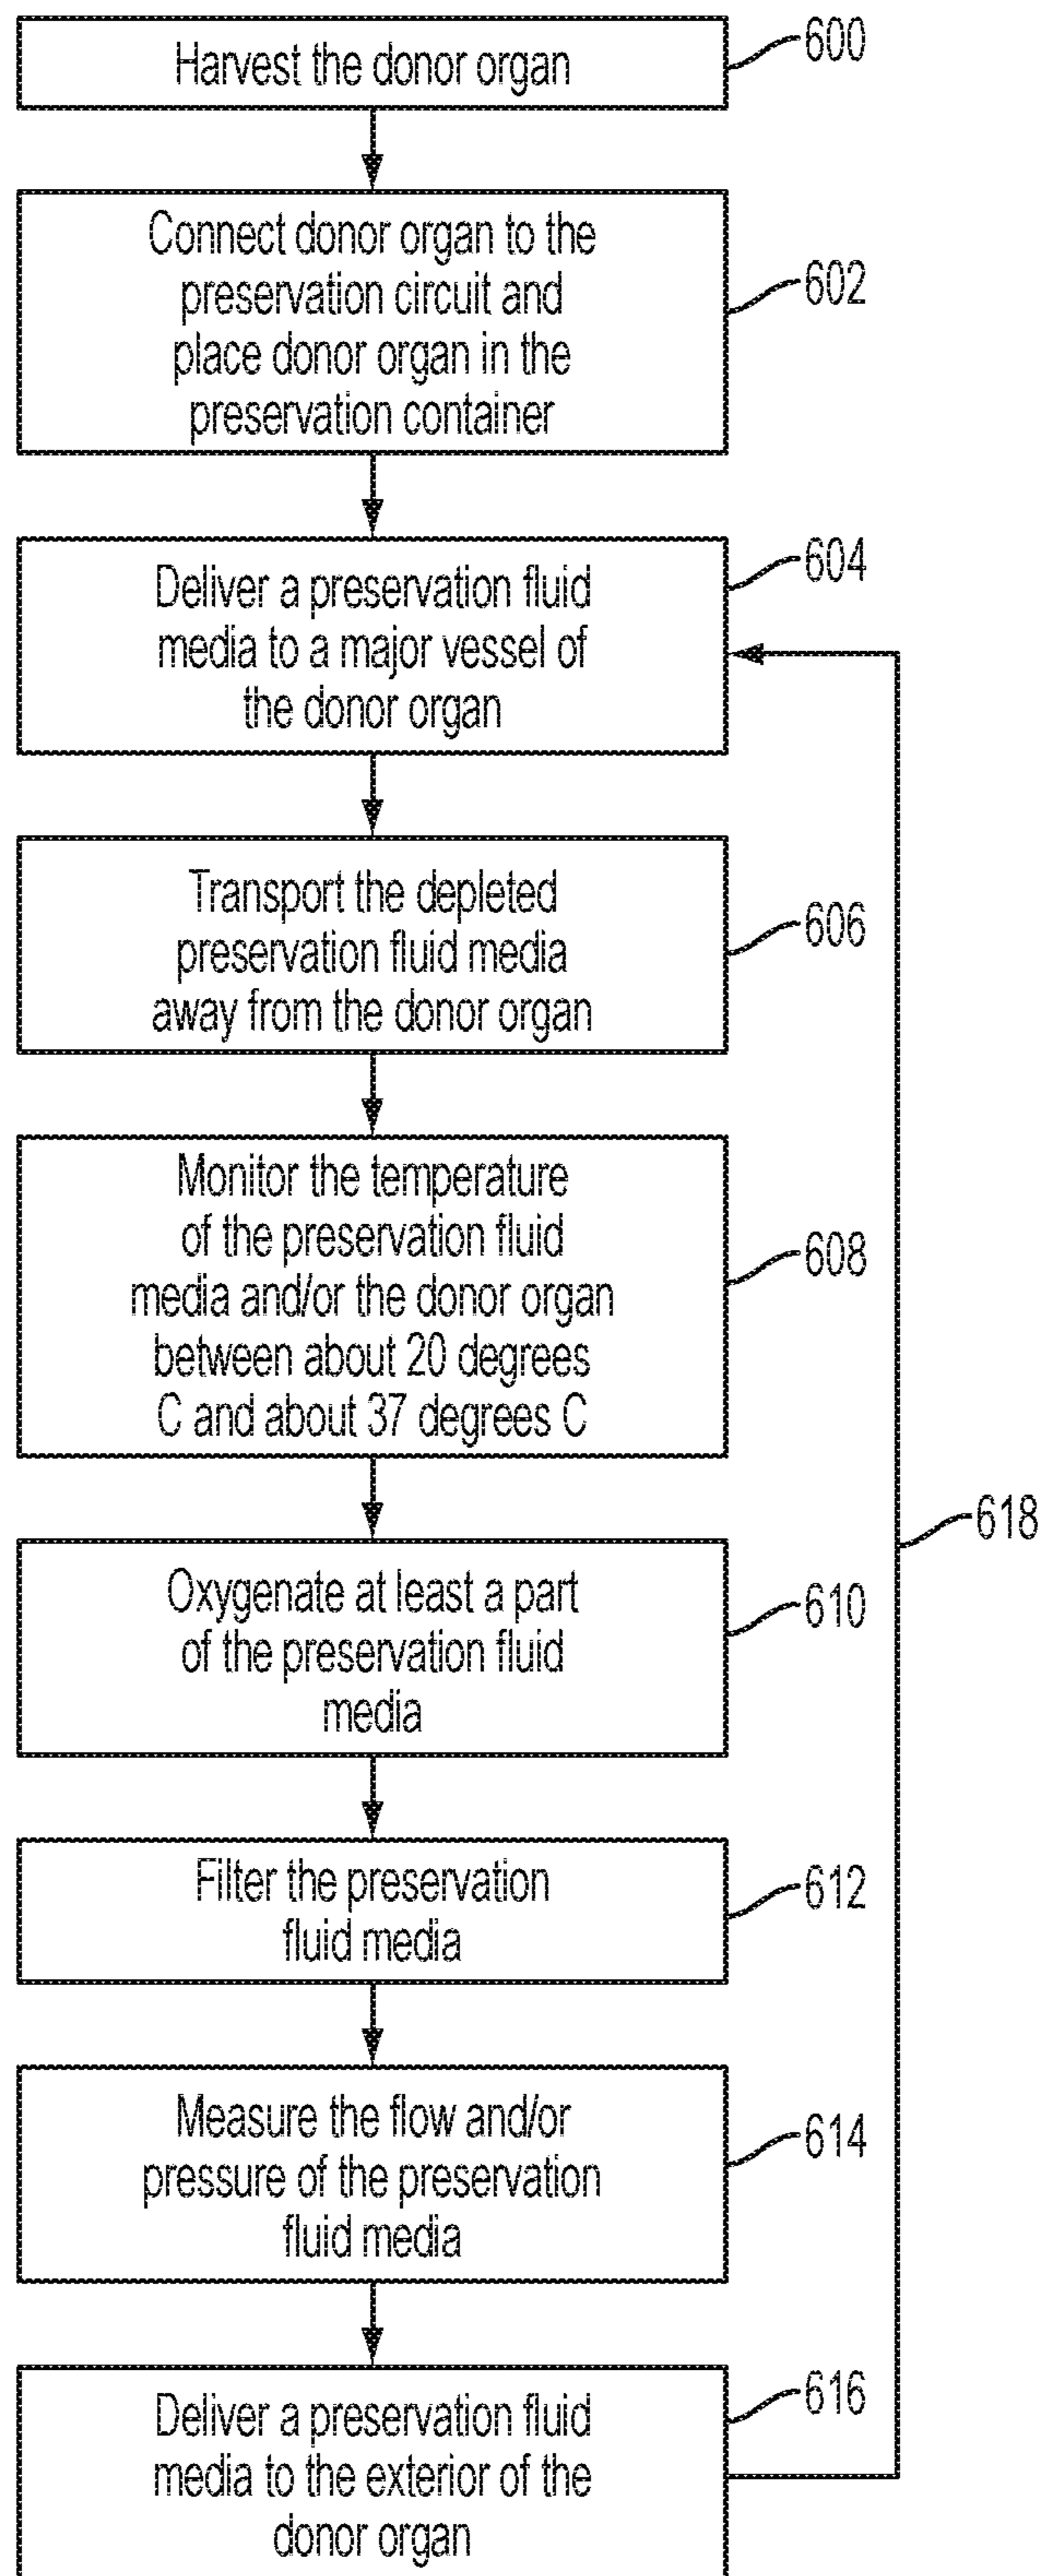 Harvest the donor organ
600
Connect donor organ to the
preservation circuit and
place donor organ in the
preservation container
602
Deliver a preservation fluid
media to a major vessel of
the donor organ
604
Transport the depleted
preservation fluid media
away from the donor organ
606
Monitor the temperature
of the preservation fluid
media and/or the donor organ
between about 20 degrees
C and about 37 degrees C
608
Oxygenate at least a part
of the preservation fluid
media
610
618
Filter the preservation
fluid media
612
Measure the flow and/or
pressure of the preservation
fluid media
614
Deliver a preservation fluid
media to the exterior of the
donor organ
616